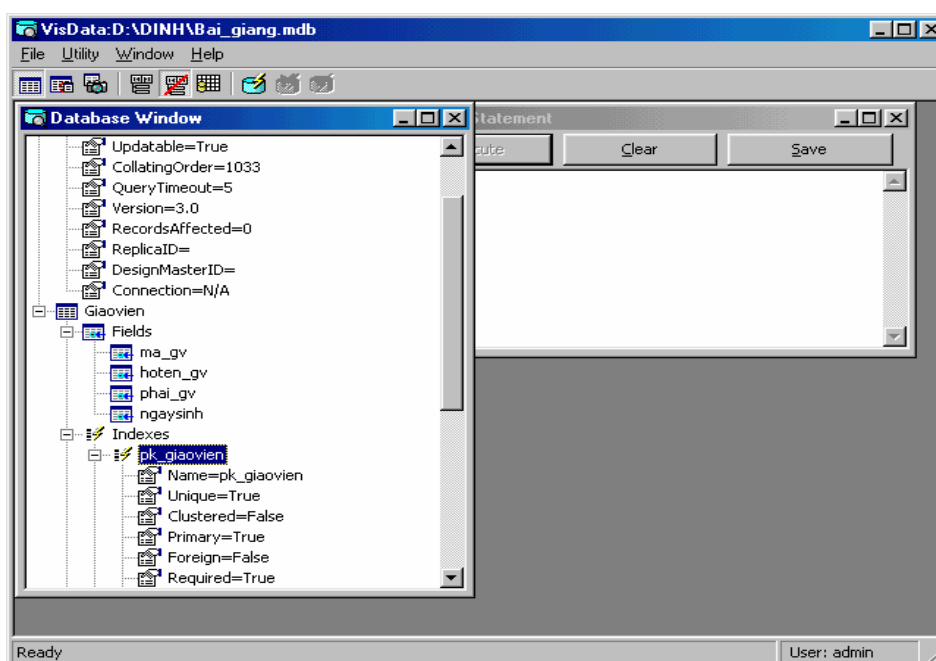 VisData:D:\DINH\Bai_giang.mdb
File Utility Window Help
Database Window
Statement
Clear Save
Updatable=True
CollatingOrder=1033
QueryTimeout=5
Version=3.0
RecordsAffected=0
ReplicaID=
DesignMasterID=
Connection=N/A
Giaovien
Fields
ma_gv
hoten_gv
phai_gv
ngaysinh
Indexes
pk_giaovien
Name=pk_giaovien
Unique=True
Clustered=False
Primary=True
Foreign=False
Required=True
Ready
User: admin